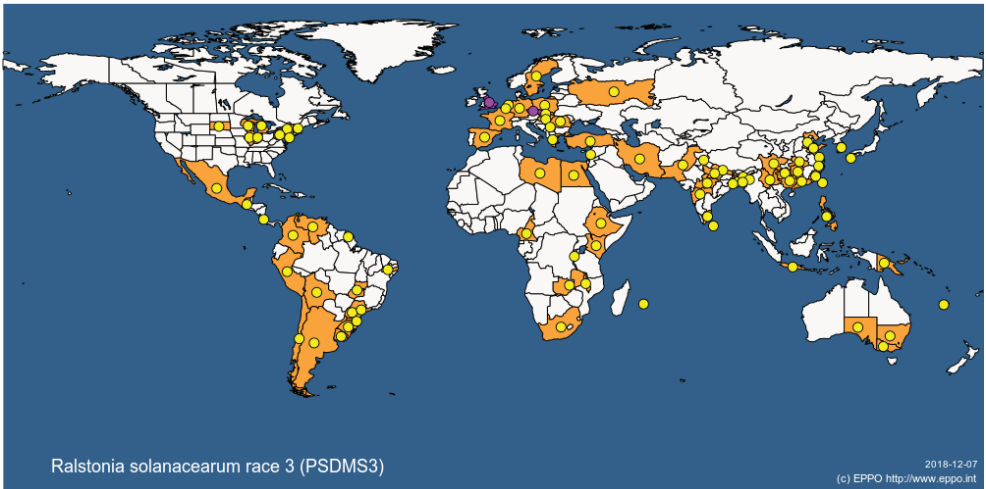 Ralstonia solanacearum race 3 (PSDMS3)
2018-12-07
(c) EPPO http://www.eppo.int